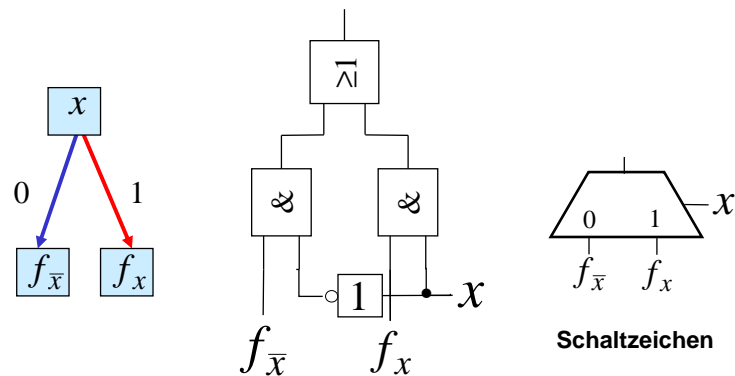 x
0 1
f_x̄ f_x
≥1
& &
1 x
f_x̄ f_x
0 1 x
f_x̄ f_x
Schaltzeichen